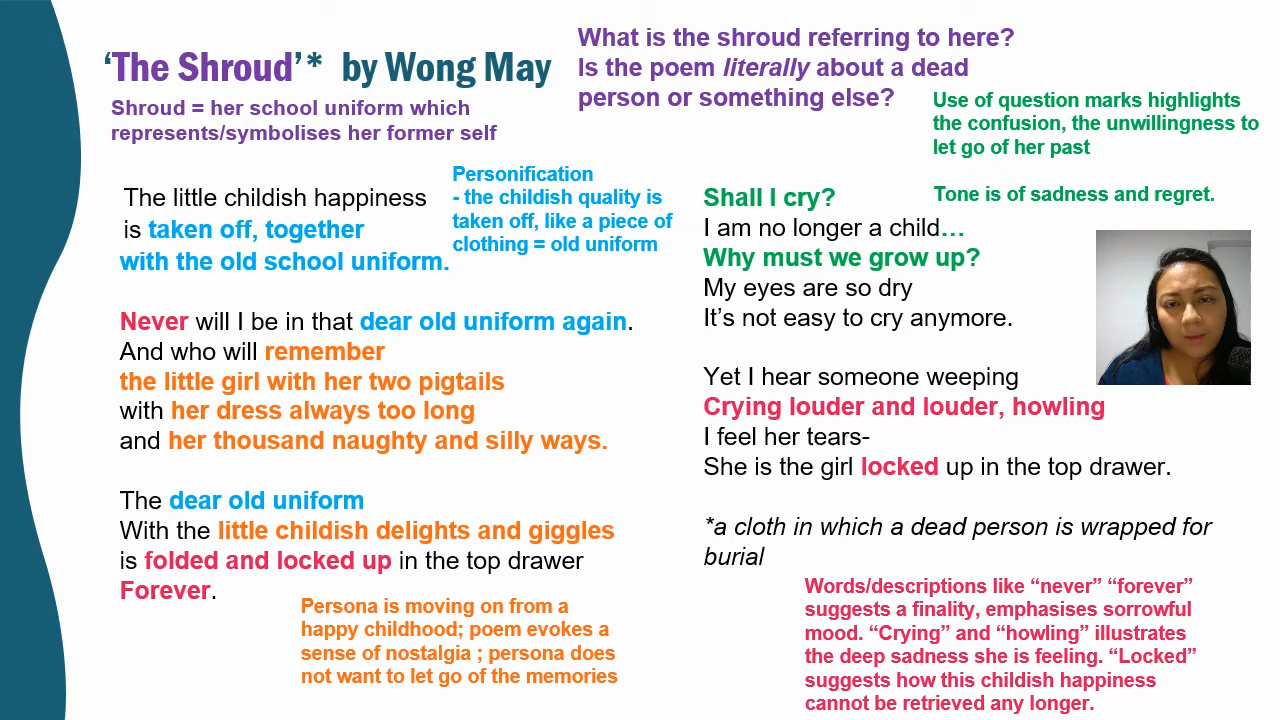 ‘The Shroud’* by Wong May
Shroud = her school uniform which
represents/symbolises her former self
What is the shroud referring to here?
Is the poem literally about a dead
person or something else?
Use of question marks highlights
the confusion, the unwillingness to
let go of her past
Tone is of sadness and regret.
The little childish happiness
is taken off, together
with the old school uniform.
Personification
- the childish quality is
taken off, like a piece of
clothing = old uniform
Never will I be in that dear old uniform again.
And who will remember
the little girl with her two pigtails
with her dress always too long
and her thousand naughty and silly ways.
The dear old uniform
With the little childish delights and giggles
is folded and locked up in the top drawer
Forever.
Persona is moving on from a
happy childhood; poem evokes a
sense of nostalgia ; persona does
not want to let go of the memories
Shall I cry?
I am no longer a child…
Why must we grow up?
My eyes are so dry
It’s not easy to cry anymore.
Yet I hear someone weeping
Crying louder and louder, howling
I feel her tears-
She is the girl locked up in the top drawer.
*a cloth in which a dead person is wrapped for
burial
Words/descriptions like “never” “forever”
suggests a finality, emphasises sorrowful
mood. “Crying” and “howling” illustrates
the deep sadness she is feeling. “Locked”
suggests how this childish happiness
cannot be retrieved any longer.